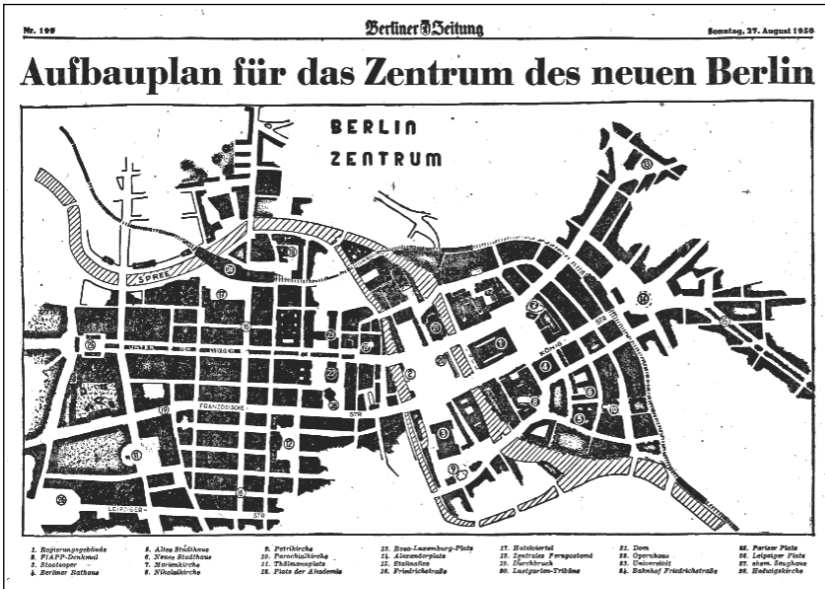 Nr. 199
Berliner Zeitung
Sonntag, 27. August 1950
Aufbauplan für das Zentrum des neuen Berlin
BERLIN
ZENTRUM
SPREE
UNTER DEN LINDEN
KÖNIG-
STR
FRANZÖSISCHE-
STR
LEIPZIGER-
STR
1. Regierungsgebäude
2. FIAPP-Denkmal
3. Staatsoper
4. Berliner Rathaus
5. Altes Stadthaus
6. Neues Stadthaus
7. Marienkirche
8. Nikolaikirche
9. Petrikirche
10. Parochialkirche
11. Thälmannplatz
12. Platz der Akademie
13. Rosa-Luxemburg-Platz
14. Alexanderplatz
15. Stalinallee
16. Friedrichstraße
17. Hotelviertel
18. Zentrales Fernpostamt
19. Durchbruch
20. Lustgarten-Tribüne
21. Dom
22. Opernhaus
23. Universität
24. Bahnhof Friedrichstraße
25. Pariser Platz
26. Leipziger Platz
27. ehem. Zeughaus
28. Hedwigskirche